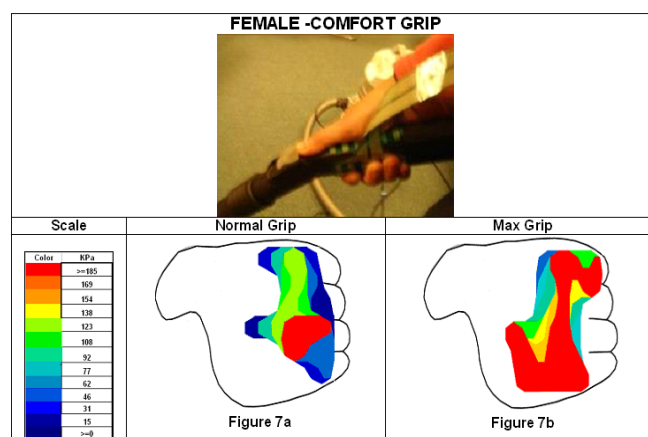 FEMALE -COMFORT GRIP
Scale
Normal Grip
Max Grip
Color KPa
>=185
169
154
138
123
108
92
77
62
46
31
15
>=0
Figure 7a
Figure 7b